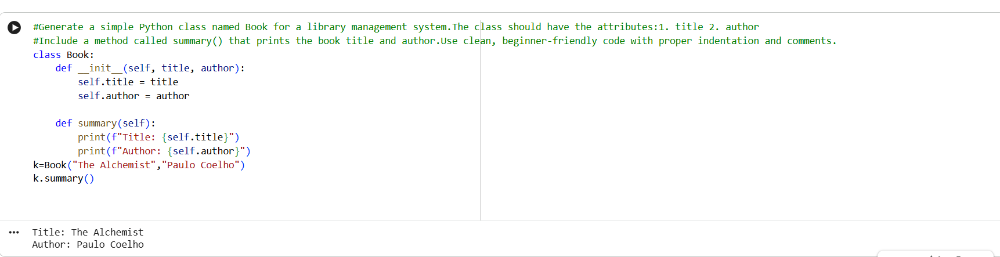 #Generate a simple Python class named Book for a library management system.The class should have the attributes:1. title 2. author
#Include a method called summary() that prints the book title and author.Use clean, beginner-friendly code with proper indentation and comments.
class Book:
    def __init__(self, title, author):
        self.title = title
        self.author = author

    def summary(self):
        print(f"Title: {self.title}")
        print(f"Author: {self.author}")
k=Book("The Alchemist","Paulo Coelho")
k.summary()
Title: The Alchemist
Author: Paulo Coelho